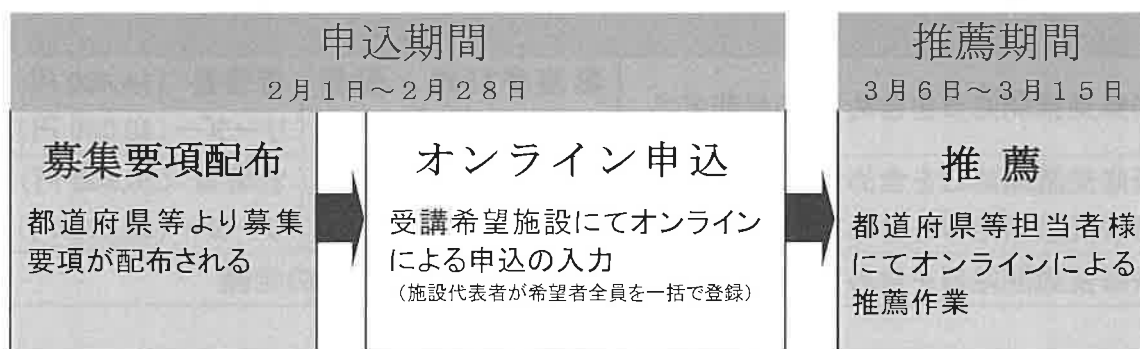 申込期間
2月1日～2月28日
募集要項配布
都道府県等より募集
要項が配布される
オンライン申込
受講希望施設にてオンライン
による申込の入力
（施設代表者が希望者全員を一括で登録）
推薦期間
3月6日～3月15日
推 薦
都道府県等担当者様
にてオンラインによる
推薦作業